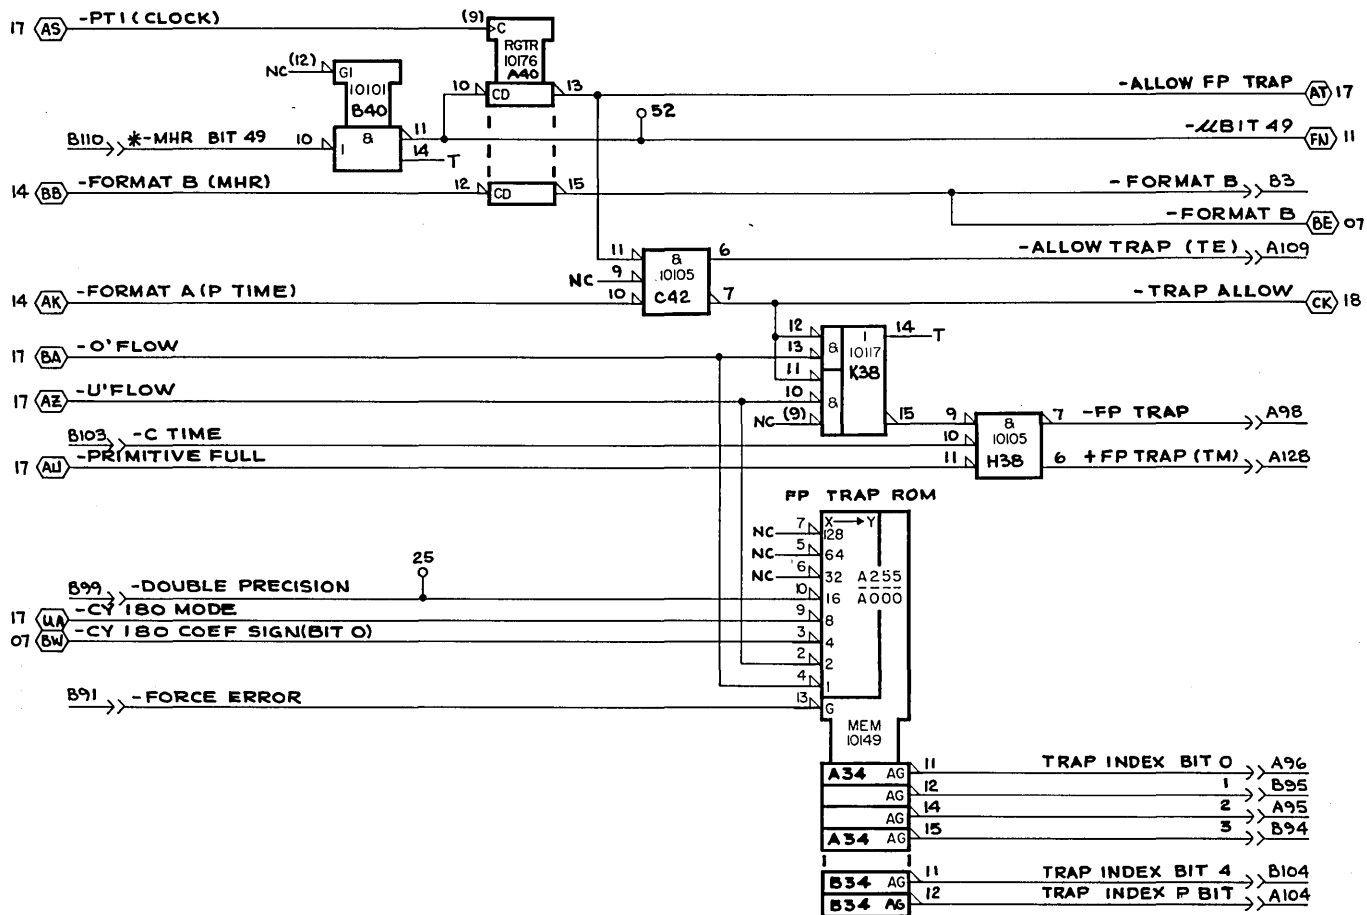 17 AS -PT1(CLOCK) (9) C
RGTR
10176
A40
NC (12) G1
10101
B40
10 CD 13 -ALLOW FP TRAP AT 17
52
B110 *-MHR BIT 49 10 1 & 11 -µBIT 49 FN 11
14 T
14 BB -FORMAT B (MHR) 12 CD 15 -FORMAT B B3
-FORMAT B BE 07
11 & 6 -ALLOW TRAP (TE) A109
NC 9 10105
14 AK -FORMAT A (P TIME) 10 C42 7 -TRAP ALLOW CK 18
12 1 14 T
17 BA -O'FLOW 13 & 10117
11 K38
17 AZ -U'FLOW 10 &
NC (9) 15 9 & 7 -FP TRAP A98
B103 -C TIME 10 10105
17 AU -PRIMITIVE FULL 11 H38 6 +FP TRAP (TM) A128
FP TRAP ROM
X→Y
NC 7 128
NC 5 64
NC 6 32 A255
A000
25
B99 -DOUBLE PRECISION 10 16
17 UA -CY 180 MODE 9 8
07 BW -CY 180 COEF SIGN(BIT 0) 3 4
2 2
4 1
B91 -FORCE ERROR 13 G
MEM
10149
A34 AG 11 TRAP INDEX BIT 0 A96
AG 12 1 B95
AG 14 2 A95
A34 AG 15 3 B94
B34 AG 11 TRAP INDEX BIT 4 B104
B34 AG 12 TRAP INDEX P BIT A104